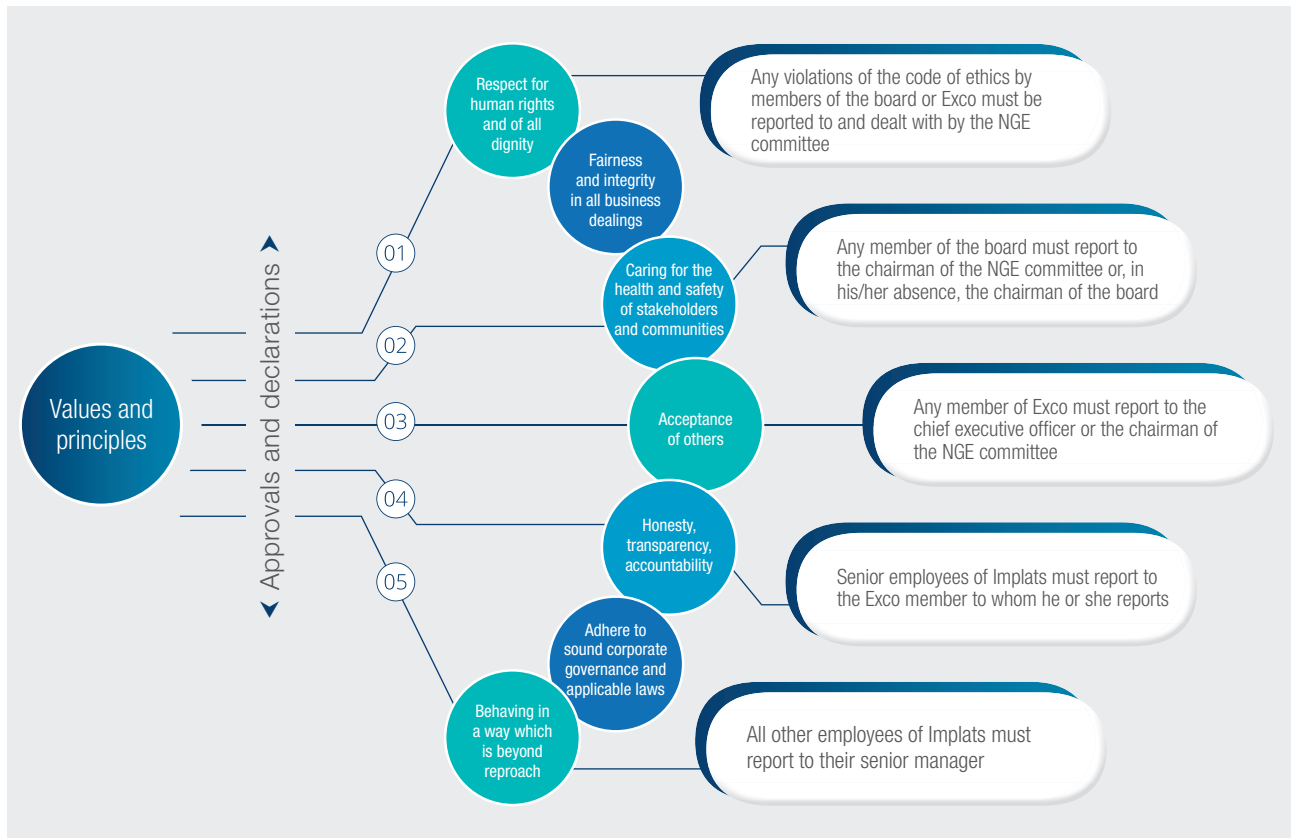 Values and
principles
Approvals and declarations
01
02
03
04
05
Respect for
human rights
and of all
dignity
Fairness
and integrity
in all business
dealings
Caring for the
health and safety
of stakeholders
and communities
Acceptance
of others
Honesty,
transparency,
accountability
Adhere to
sound corporate
governance and
applicable laws
Behaving in
a way which
is beyond
reproach
Any violations of the code of ethics by
members of the board or Exco must be
reported to and dealt with by the NGE
committee
Any member of the board must report to
the chairman of the NGE committee or, in
his/her absence, the chairman of the board
Any member of Exco must report to the
chief executive officer or the chairman of
the NGE committee
Senior employees of Implats must report to
the Exco member to whom he or she reports
All other employees of Implats must
report to their senior manager